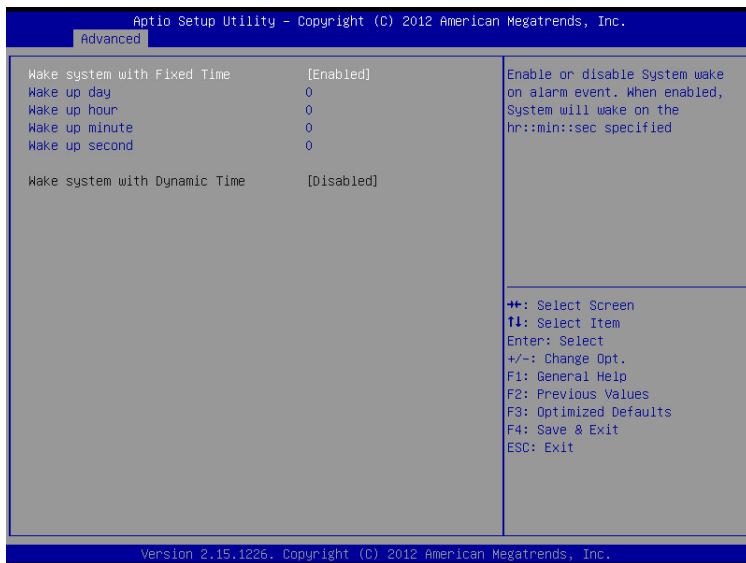 Aptio Setup Utility – Copyright (C) 2012 American Megatrends, Inc.
Advanced
Wake system with Fixed Time [Enabled]
Wake up day 0
Wake up hour 0
Wake up minute 0
Wake up second 0
Wake system with Dynamic Time [Disabled]
Enable or disable System wake
on alarm event. When enabled,
System will wake on the
hr::min::sec specified
→←: Select Screen
↑↓: Select Item
Enter: Select
+/-: Change Opt.
F1: General Help
F2: Previous Values
F3: Optimized Defaults
F4: Save & Exit
ESC: Exit
Version 2.15.1226. Copyright (C) 2012 American Megatrends, Inc.